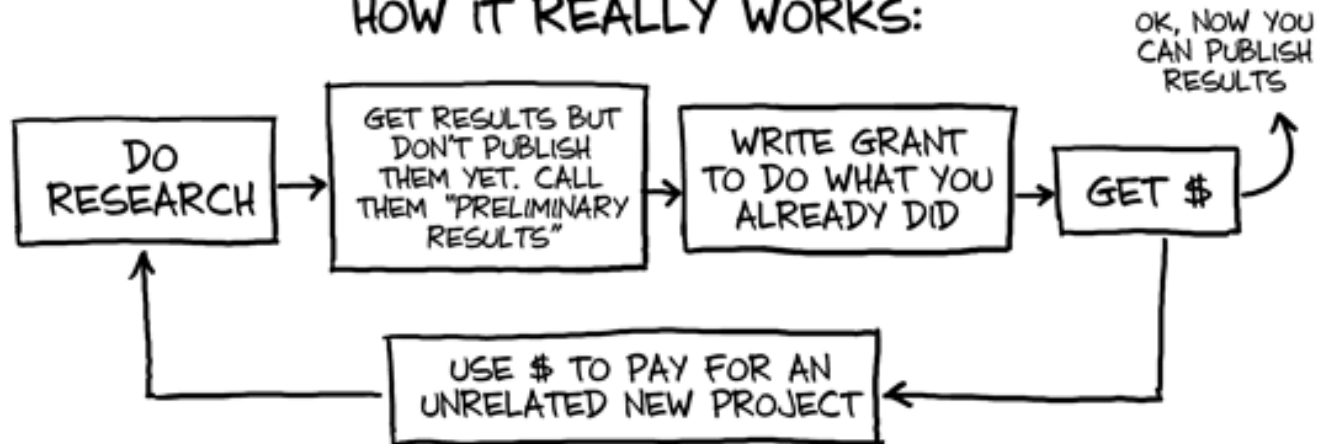 HOW IT REALLY WORKS:
OK, NOW YOU
CAN PUBLISH
RESULTS
DO
RESEARCH
GET RESULTS BUT
DON'T PUBLISH
THEM YET. CALL
THEM "PRELIMINARY
RESULTS"
WRITE GRANT
TO DO WHAT YOU
ALREADY DID
GET $
USE $ TO PAY FOR AN
UNRELATED NEW PROJECT